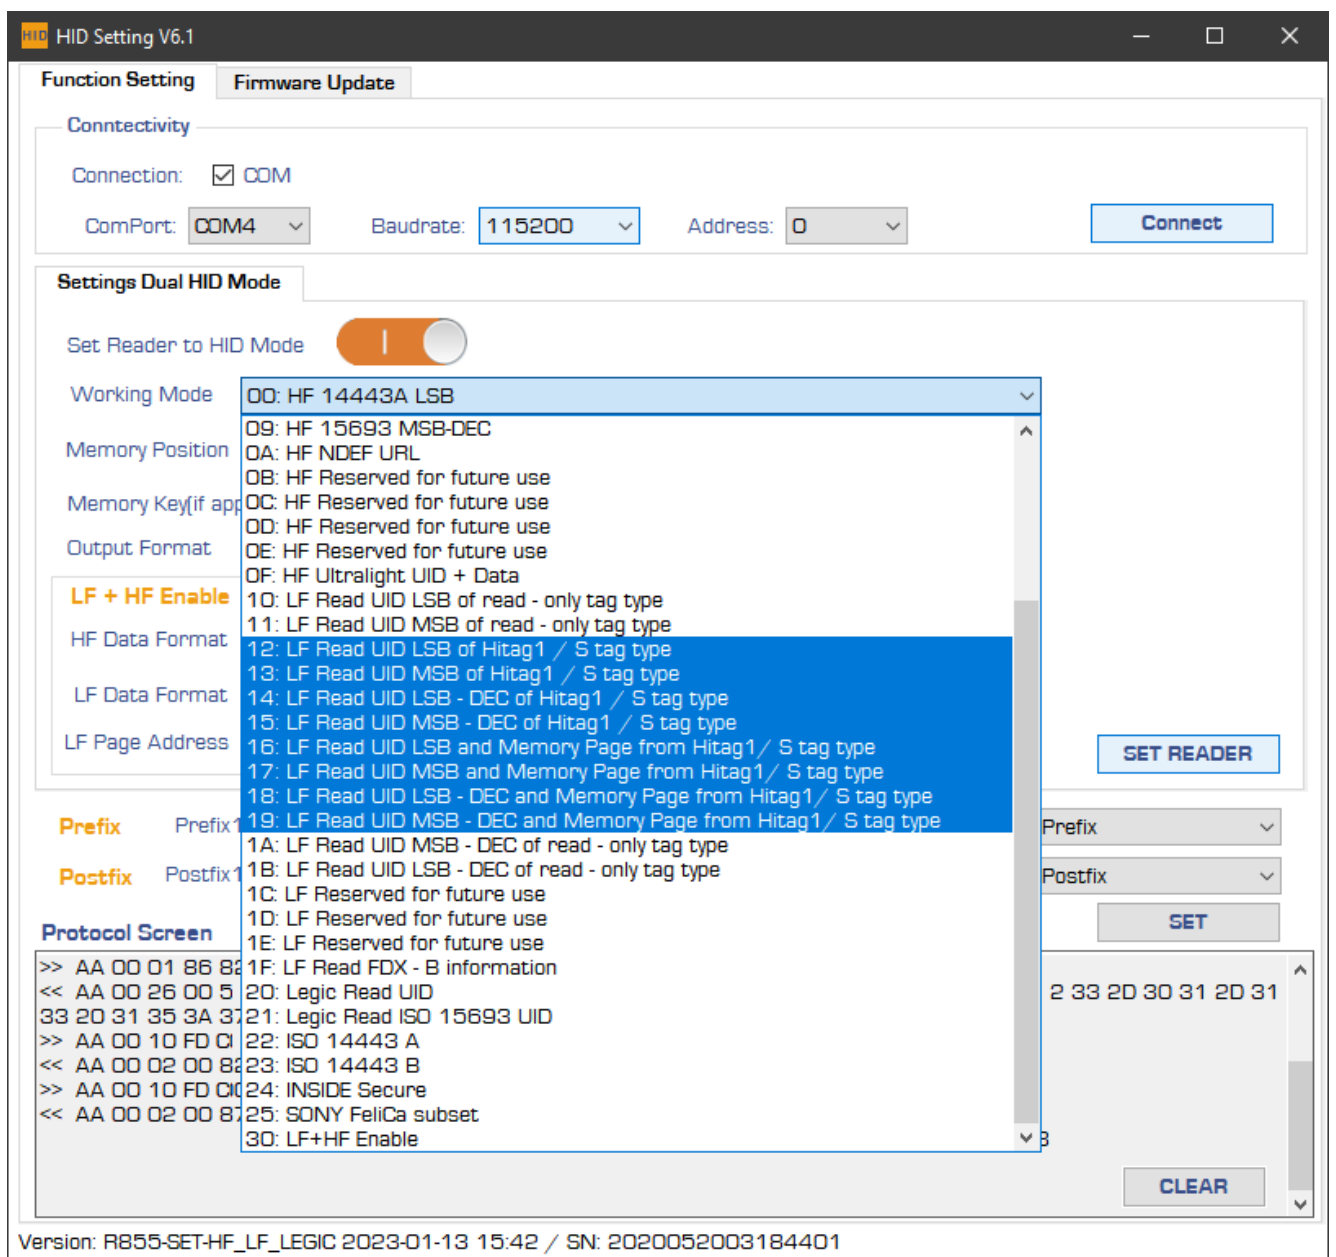 HID HID Setting V6.1
Function Setting Firmware Update
Conntectivity
Connection: COM
ComPort: COM4 Baudrate: 115200 Address: 0 Connect
Settings Dual HID Mode
Set Reader to HID Mode
Working Mode 00: HF 14443A LSB
09: HF 15693 MSB-DEC
Memory Position 0A: HF NDEF URL
0B: HF Reserved for future use
Memory Key(if app 0C: HF Reserved for future use
0D: HF Reserved for future use
Output Format 0E: HF Reserved for future use
0F: HF Ultralight UID + Data
LF + HF Enable 10: LF Read UID LSB of read - only tag type
11: LF Read UID MSB of read - only tag type
HF Data Format 12: LF Read UID LSB of Hitag1 / S tag type
13: LF Read UID MSB of Hitag1 / S tag type
LF Data Format 14: LF Read UID LSB - DEC of Hitag1 / S tag type
15: LF Read UID MSB - DEC of Hitag1 / S tag type
LF Page Address 16: LF Read UID LSB and Memory Page from Hitag1/ S tag type SET READER
17: LF Read UID MSB and Memory Page from Hitag1/ S tag type
18: LF Read UID LSB - DEC and Memory Page from Hitag1/ S tag type
Prefix Prefix1 19: LF Read UID MSB - DEC and Memory Page from Hitag1/ S tag type Prefix
1A: LF Read UID MSB - DEC of read - only tag type
Postfix Postfix1 1B: LF Read UID LSB - DEC of read - only tag type Postfix
1C: LF Reserved for future use
1D: LF Reserved for future use SET
Protocol Screen 1E: LF Reserved for future use
>> AA 00 01 86 82 1F: LF Read FDX - B information
<< AA 00 26 00 5 20: Legic Read UID 2 33 2D 30 31 2D 31
33 20 31 35 3A 37 21: Legic Read ISO 15693 UID
>> AA 00 10 FD 22: ISO 14443 A
<< AA 00 02 00 82 23: ISO 14443 B
>> AA 00 10 FD 24: INSIDE Secure
<< AA 00 02 00 87 25: SONY FeliCa subset
30: LF+HF Enable
CLEAR
Version: R855-SET-HF_LF_LEGIC 2023-01-13 15:42 / SN: 2020052003184401